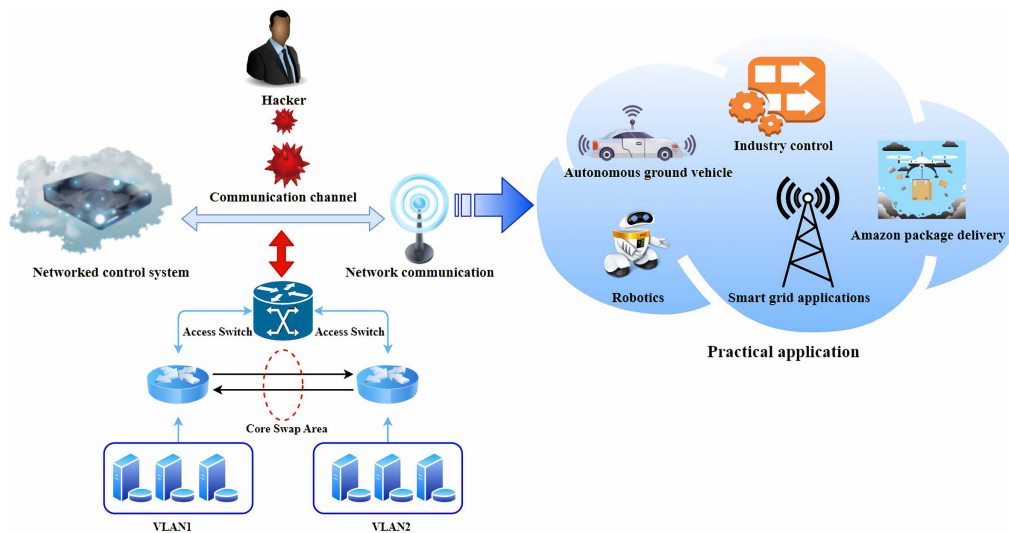 Hacker
Communication channel
Networked control system
Network communication
Access Switch
Access Switch
Core Swap Area
VLAN1
VLAN2
Industry control
Autonomous ground vehicle
Amazon package delivery
Robotics
Smart grid applications
Practical application